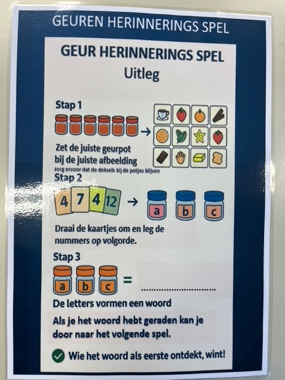 GEUREN HERINNERINGS SPEL
GEUR HERINNERINGS SPEL
Uitleg
Stap 1
Zet de juiste geurpot
bij de juiste afbeelding
zorg ervoor dat de deksels bij de potjes blijven
Stap 2
4 7 4 12
a b c
Draai de kaartjes om en leg de
nummers op volgorde.
Stap 3
a b c = ........................
De letters vormen een woord
Als je het woord hebt geraden kan je
door naar het volgende spel.
Wie het woord als eerste ontdekt, wint!